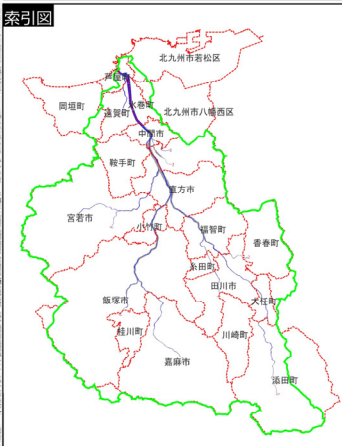 索引図
北九州市若松区
芦屋町
岡垣町
水巻町
遠賀町
北九州市八幡西区
中間市
鞍手町
直方市
宮若市
小竹町
福智町
香春町
糸田町
田川市
飯塚市
大任町
桂川町
川崎町
嘉麻市
添田町